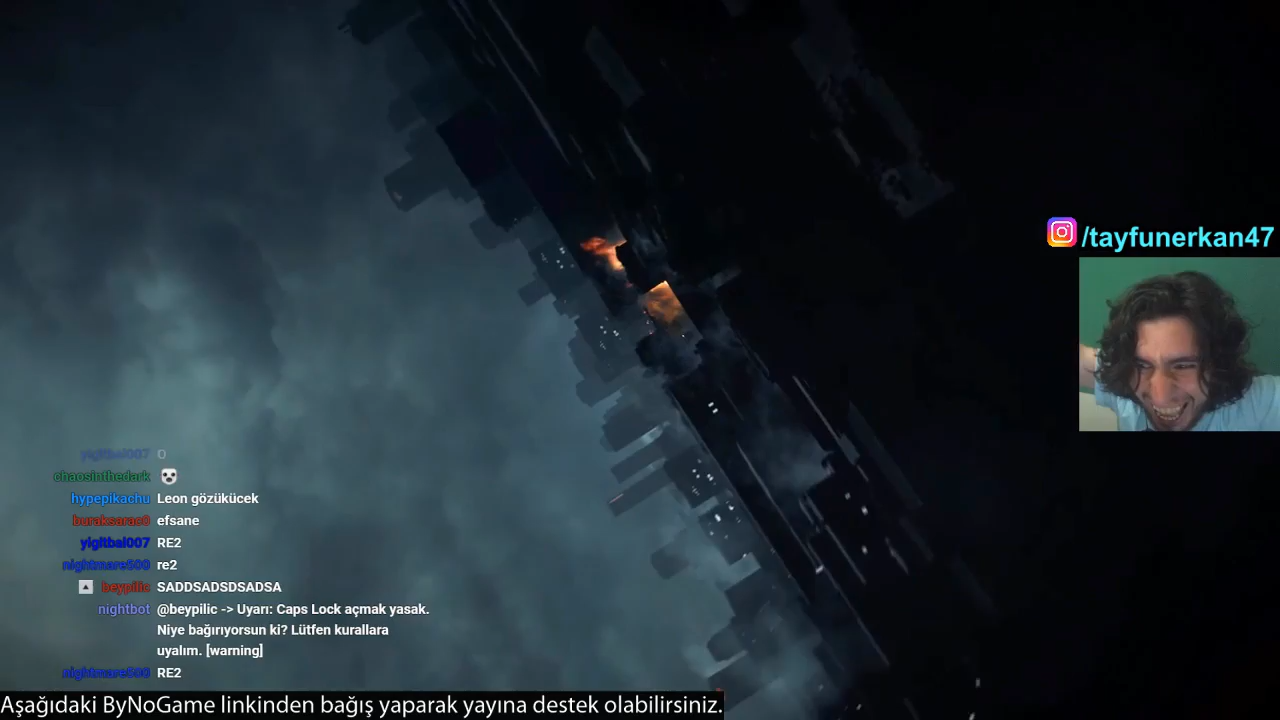 /tayfunerkan47
yigitbal007 O
chaosinthedark
hypepikachu Leon gözükücek
buraksarac0 efsane
yigitbal007 RE2
nightmare500 re2
beypilic SADDSADSDSADSA
nightbot @beypilic -> Uyarı: Caps Lock açmak yasak.
Niye bağırıyorsun ki? Lütfen kurallara
uyalım. [warning]
nightmare500 RE2
Aşağıdaki ByNoGame linkinden bağış yaparak yayına destek olabilirsiniz.